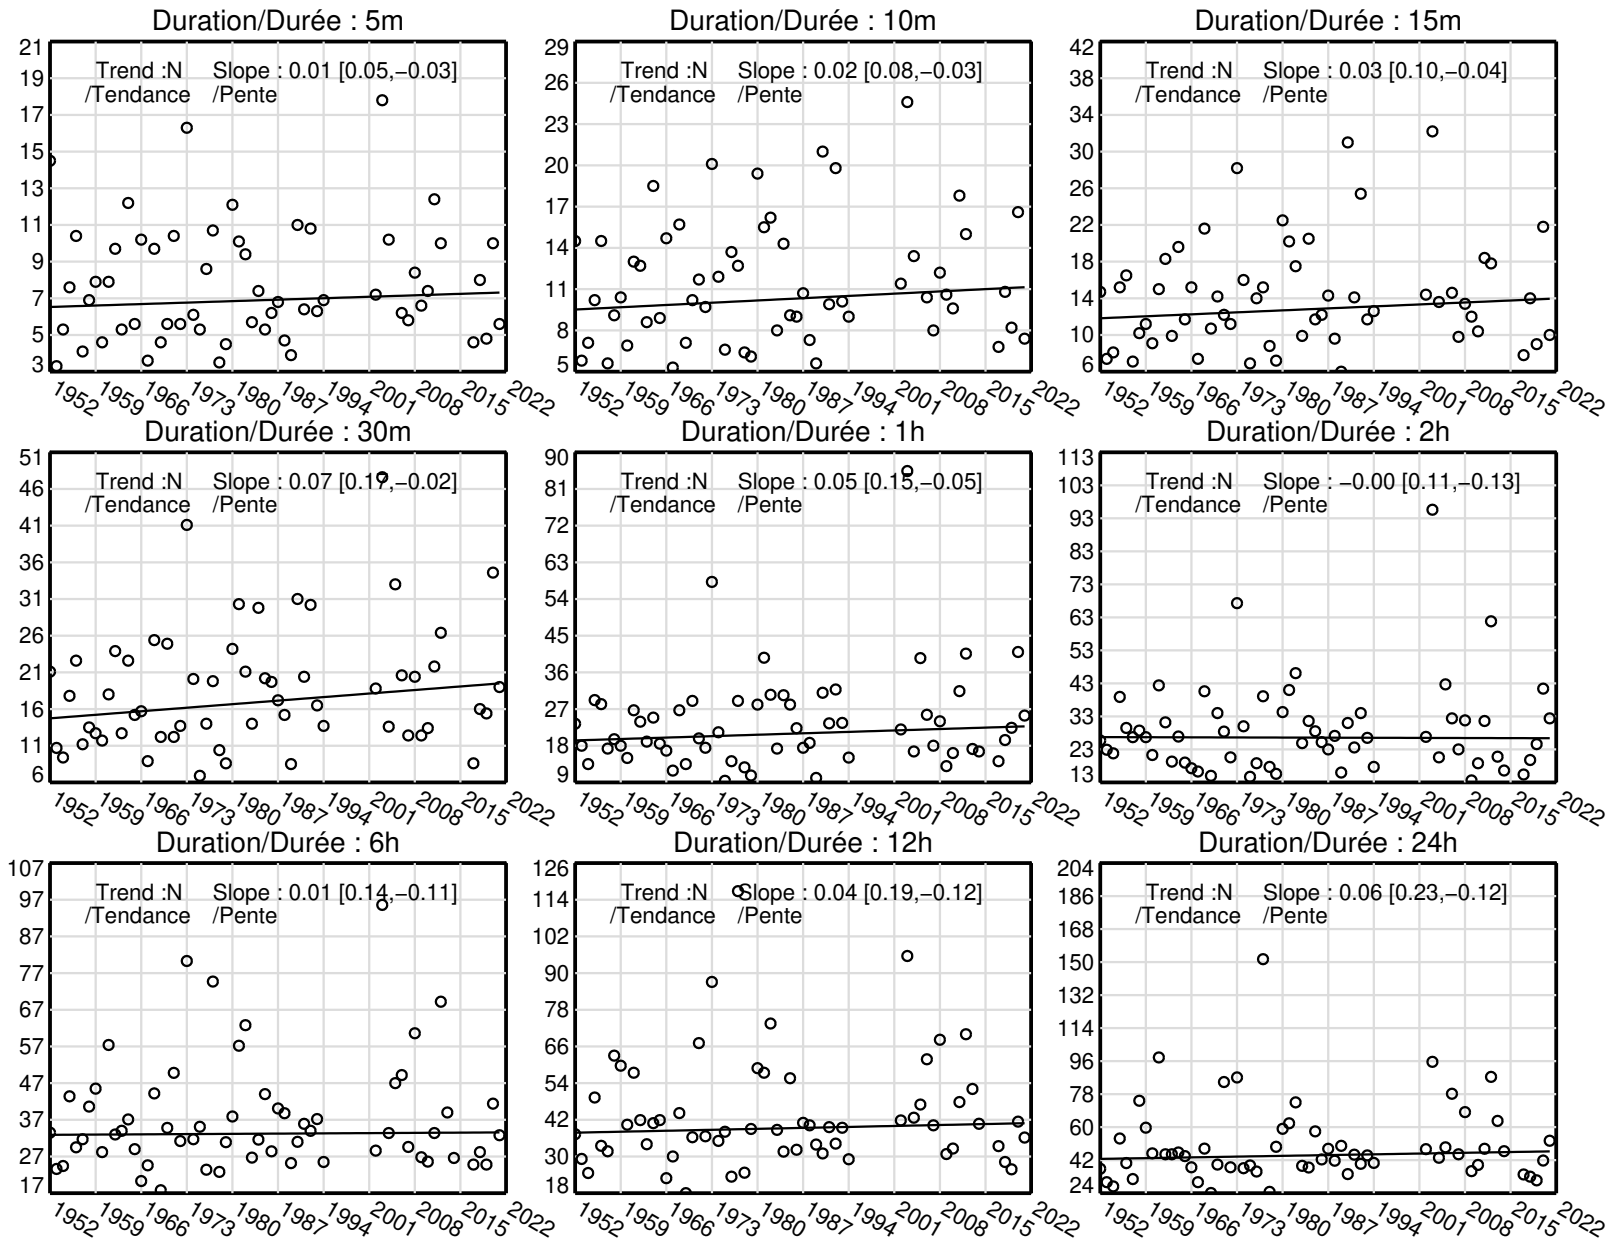 Duration/Durée : 5m
Trend :N Slope : 0.01 [0.05,−0.03]
/Tendance /Pente
21
19
17
15
13
11
9
7
5
3
1952 1959 1966 1973 1980 1987 1994 2001 2008 2015 2022
Duration/Durée : 10m
Trend :N Slope : 0.02 [0.08,−0.03]
/Tendance /Pente
29
26
23
20
17
14
11
8
5
1952 1959 1966 1973 1980 1987 1994 2001 2008 2015 2022
Duration/Durée : 15m
Trend :N Slope : 0.03 [0.10,−0.04]
/Tendance /Pente
42
38
34
30
26
22
18
14
10
6
1952 1959 1966 1973 1980 1987 1994 2001 2008 2015 2022
Duration/Durée : 30m
Trend :N Slope : 0.07 [0.17,−0.02]
/Tendance /Pente
51
46
41
36
31
26
21
16
11
6
1952 1959 1966 1973 1980 1987 1994 2001 2008 2015 2022
Duration/Durée : 1h
Trend :N Slope : 0.05 [0.15,−0.05]
/Tendance /Pente
90
81
72
63
54
45
36
27
18
9
1952 1959 1966 1973 1980 1987 1994 2001 2008 2015 2022
Duration/Durée : 2h
Trend :N Slope : −0.00 [0.11,−0.13]
/Tendance /Pente
113
103
93
83
73
63
53
43
33
23
13
1952 1959 1966 1973 1980 1987 1994 2001 2008 2015 2022
Duration/Durée : 6h
Trend :N Slope : 0.01 [0.14,−0.11]
/Tendance /Pente
107
97
87
77
67
57
47
37
27
17
1952 1959 1966 1973 1980 1987 1994 2001 2008 2015 2022
Duration/Durée : 12h
Trend :N Slope : 0.04 [0.19,−0.12]
/Tendance /Pente
126
114
102
90
78
66
54
42
30
18
1952 1959 1966 1973 1980 1987 1994 2001 2008 2015 2022
Duration/Durée : 24h
Trend :N Slope : 0.06 [0.23,−0.12]
/Tendance /Pente
204
186
168
150
132
114
96
78
60
42
24
1952 1959 1966 1973 1980 1987 1994 2001 2008 2015 2022